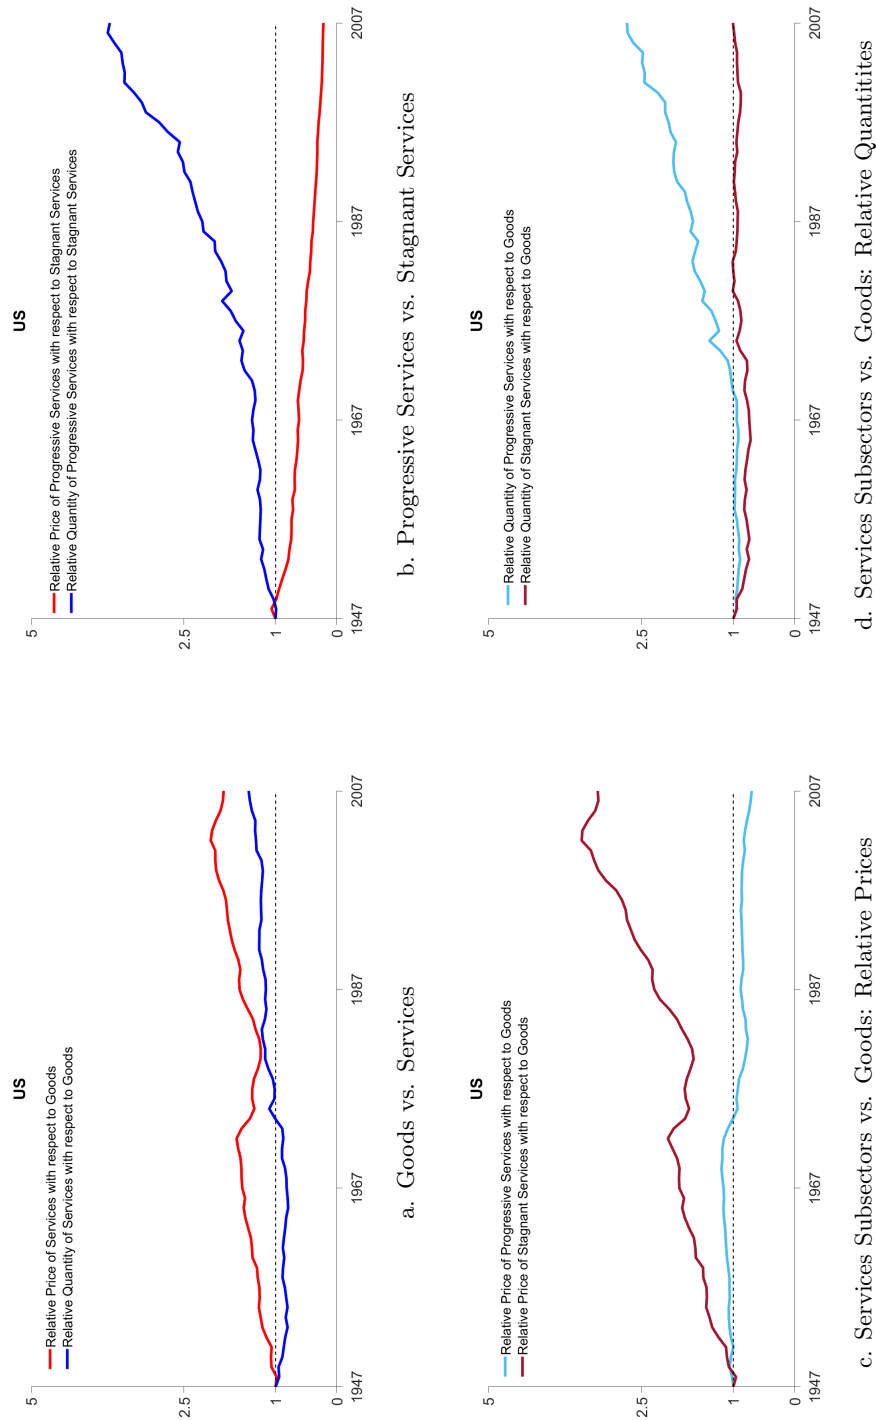 US
Relative Price of Services with respect to Goods
Relative Quantity of Services with respect to Goods
5
2.5
1
0
1947
1967
1987
2007
a. Goods vs. Services
US
Relative Price of Progressive Services with respect to Stagnant Services
Relative Quantity of Progressive Services with respect to Stagnant Services
5
2.5
1
0
1947
1967
1987
2007
b. Progressive Services vs. Stagnant Services
US
Relative Price of Progressive Services with respect to Goods
Relative Price of Stagnant Services with respect to Goods
5
2.5
1
0
1947
1967
1987
2007
c. Services Subsectors vs. Goods: Relative Prices
US
Relative Quantity of Progressive Services with respect to Goods
Relative Quantity of Stagnant Services with respect to Goods
5
2.5
1
0
1947
1967
1987
2007
d. Services Subsectors vs. Goods: Relative Quantitites